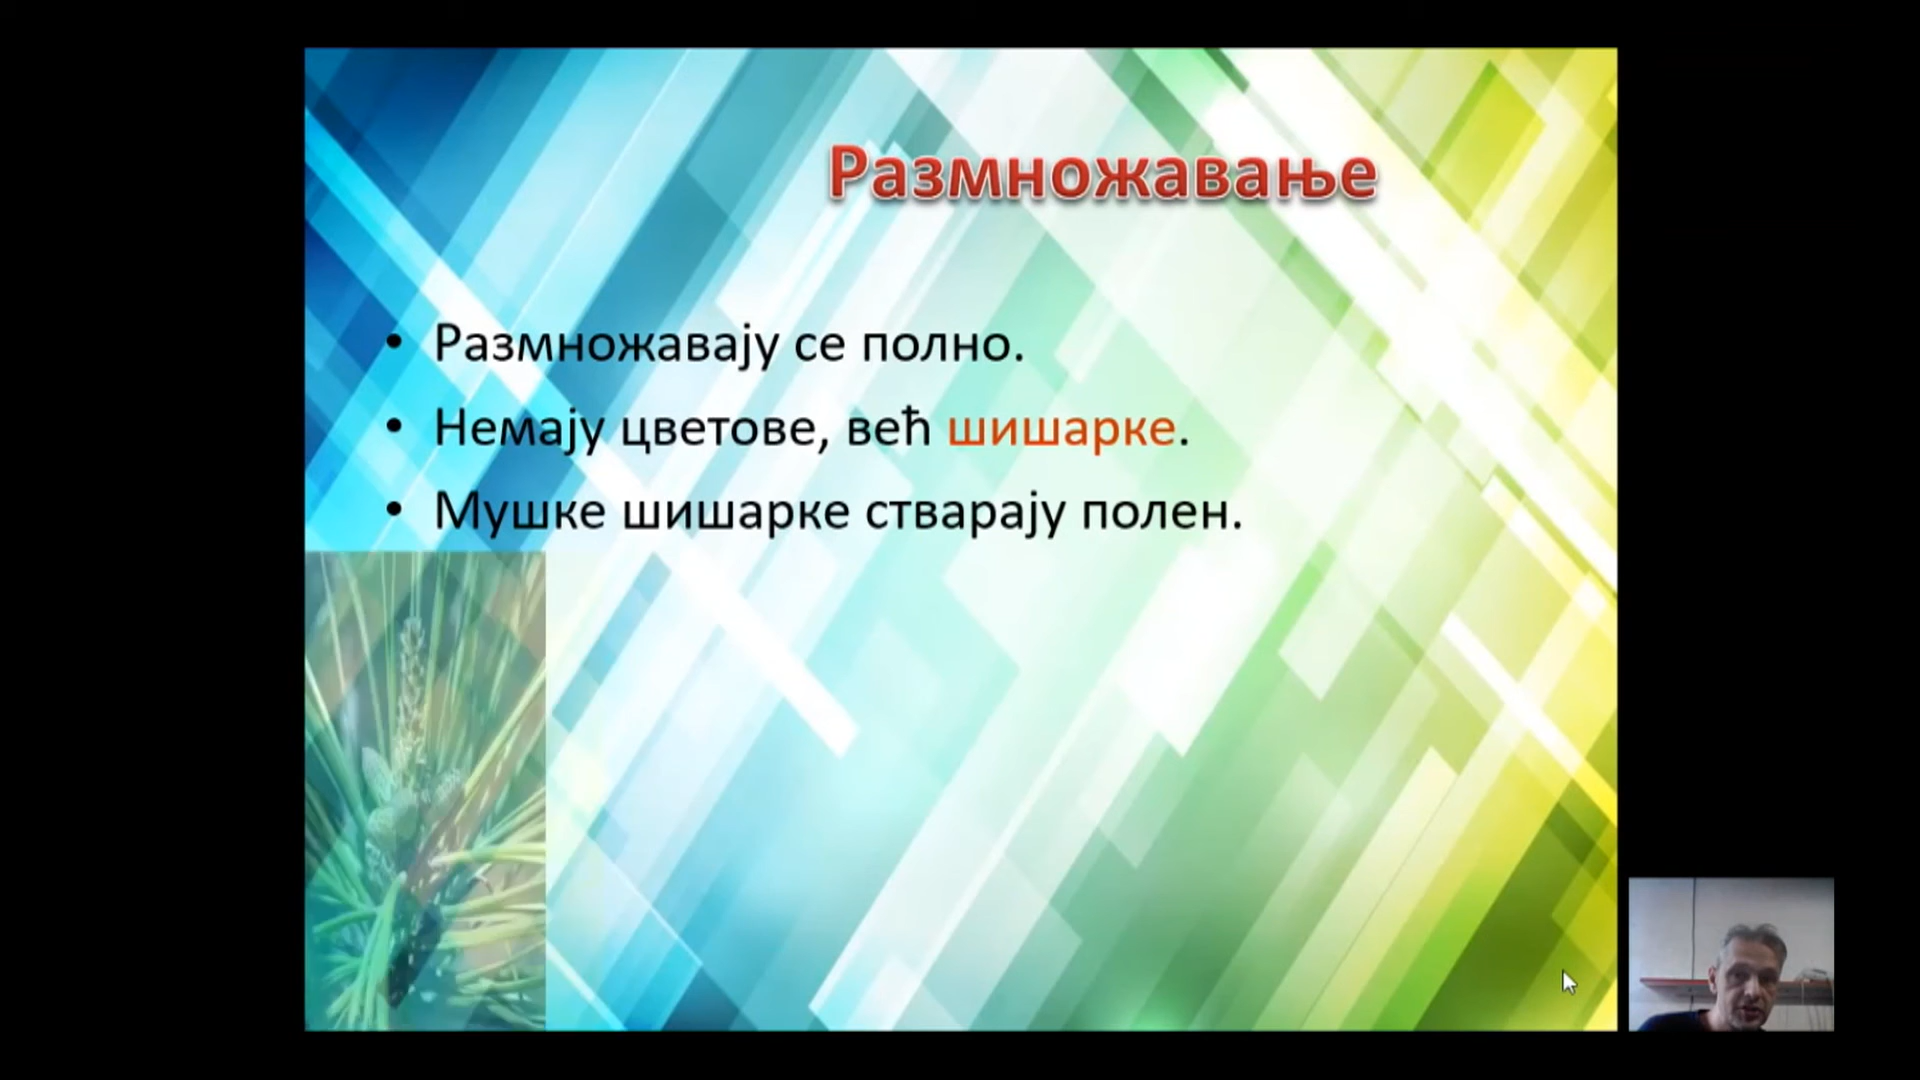 Размножавање
• Размножавају се полно.
• Немају цветове, већ шишарке.
• Мушке шишарке стварају полен.